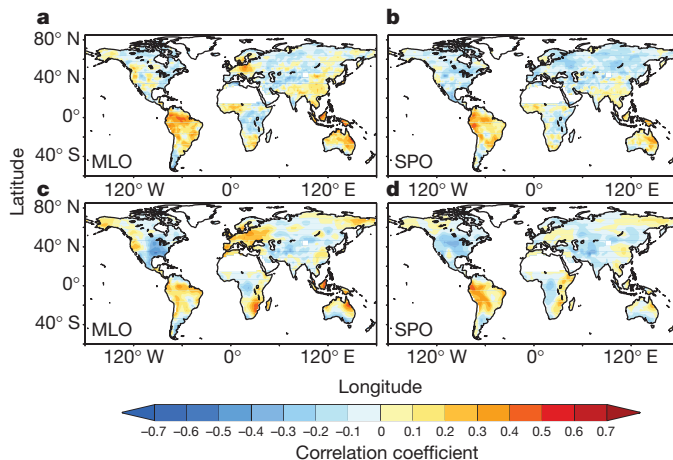 a b
80° N
40° N
0°
40° S
MLO SPO
120° W 0° 120° E 120° W 0° 120° E
c d
80° N
40° N
0°
40° S
MLO SPO
120° W 0° 120° E 120° W 0° 120° E
Latitude
Longitude
−0.7 −0.6 −0.5 −0.4 −0.3 −0.2 −0.1 0 0.1 0.2 0.3 0.4 0.5 0.6 0.7
Correlation coefficient